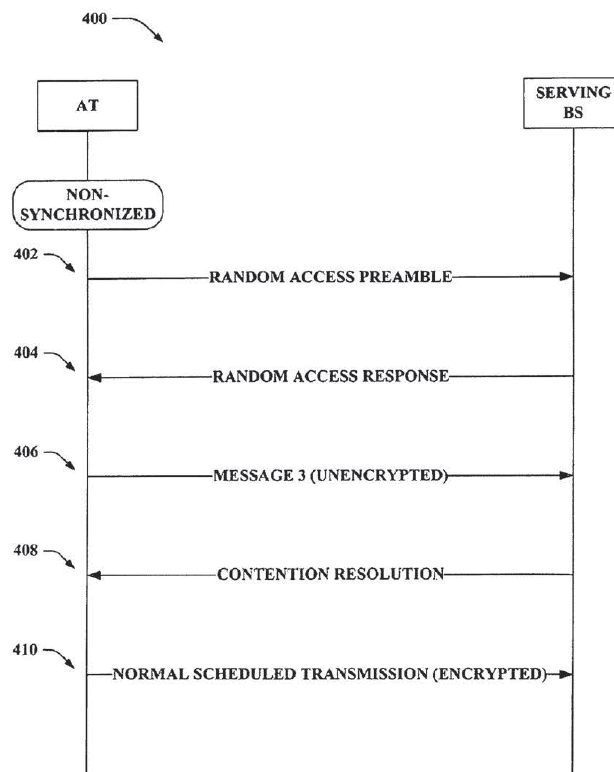 400
AT
SERVING
BS
NON-
SYNCHRONIZED
402
RANDOM ACCESS PREAMBLE
404
RANDOM ACCESS RESPONSE
406
MESSAGE 3 (UNENCRYPTED)
408
CONTENTION RESOLUTION
410
NORMAL SCHEDULED TRANSMISSION (ENCRYPTED)